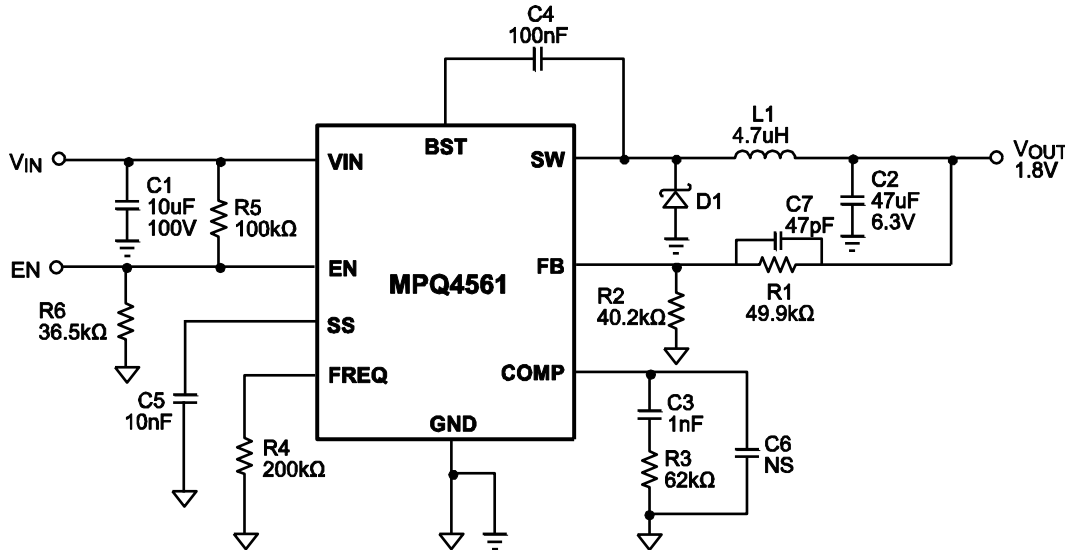 C4
100nF
L1
4.7uH
BST
VIN
VIN
SW
VOUT
1.8V
C1
10uF
100V
R5
100kΩ
D1
C2
47uF
6.3V
C7
47pF
EN
EN
MPQ4561
FB
R1
49.9kΩ
R2
40.2kΩ
R6
36.5kΩ
SS
FREQ
COMP
C5
10nF
GND
C3
1nF
R4
200kΩ
R3
62kΩ
C6
NS